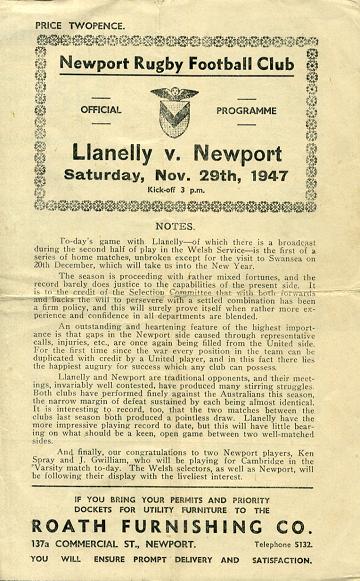 PRICE TWOPENCE.
Newport Rugby Football Club
OFFICIAL PROGRAMME
Llanelly v. Newport
Saturday, Nov. 29th, 1947
Kick-off 3 p.m.
NOTES.
To-day's game with Llanelly—of which there is a broadcast
during the second half of play in the Welsh Service—is the first of
a series of home matches, unbroken except for the visit to Swansea on
20th December, which will take us into the New Year.
The season is proceeding with rather mixed fortunes, and the
record barely does justice to the capabilities of the present side. It
is to the credit of the Selection Committee that with both forwards
and backs the will to persevere with a settled combination has been
a firm policy, and this will surely prove itself when rather more ex-
perience and confidence in all departments are blended.
An outstanding and heartening feature of the highest import-
ance is that gaps in the Newport side caused through representative
calls, injuries, etc., are once again being filled from the United side.
For the first time since the war every position in the team can be
duplicated with credit by a United player, and in this fact there lies
the happiest augury for success which any club can possess.
Llanelly and Newport are traditional opponents, and their meet-
ings, invariably well contested, have produced many stirring struggles.
Both clubs have performed finely against the Australians this season,
the narrow margin of defeat sustained by each being almost identical.
It is interesting to record, too, that the two matches between the
clubs last season both produced a pointless draw. Llanelly have the
more impressive playing record to date, but this will have little bear-
ing on what should be a keen, open game between two well-matched
sides.
And finally, our congratulations to two Newport players, Ken
Spray and J. Gwilliam, who will be playing for Cambridge in the
'Varsity match to-day. The Welsh selectors, as well as Newport, will
be following their display with the liveliest interest.
IF YOU BRING YOUR PERMITS AND PRIORITY
DOCKETS FOR UTILITY FURNITURE TO THE
ROATH FURNISHING CO.
137a COMMERCIAL ST., NEWPORT. Telephone 5132.
YOU WILL ENSURE PROMPT DELIVERY AND SATISFACTION.